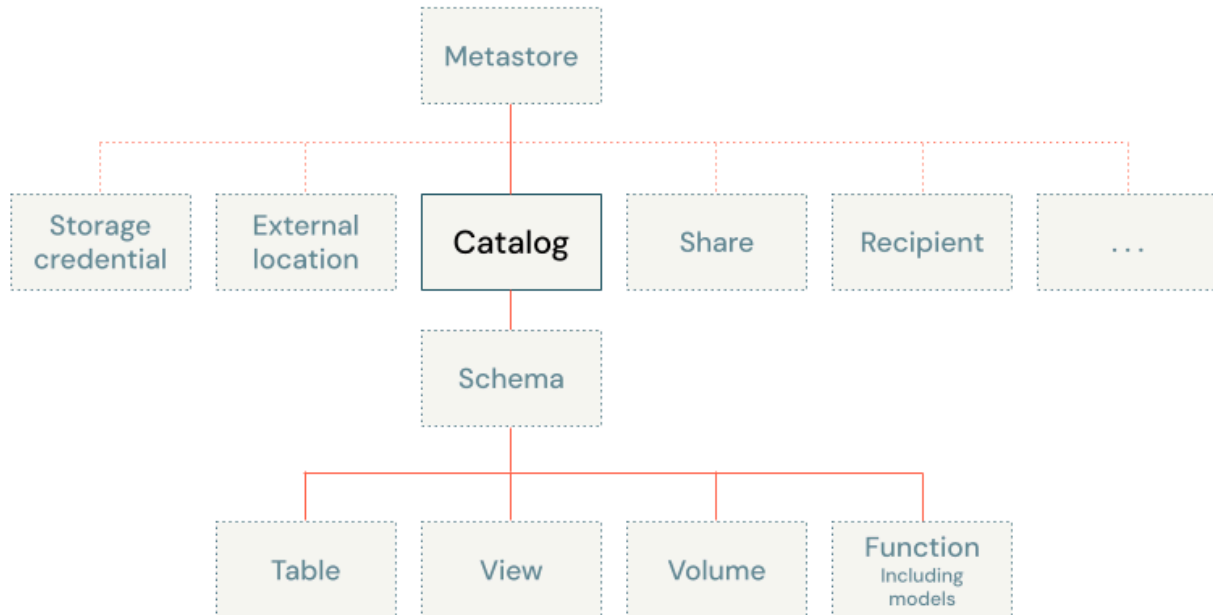 Metastore
Storage
credential
External
location
Catalog
Share
Recipient
...
Schema
Table
View
Volume
Function
Including
models